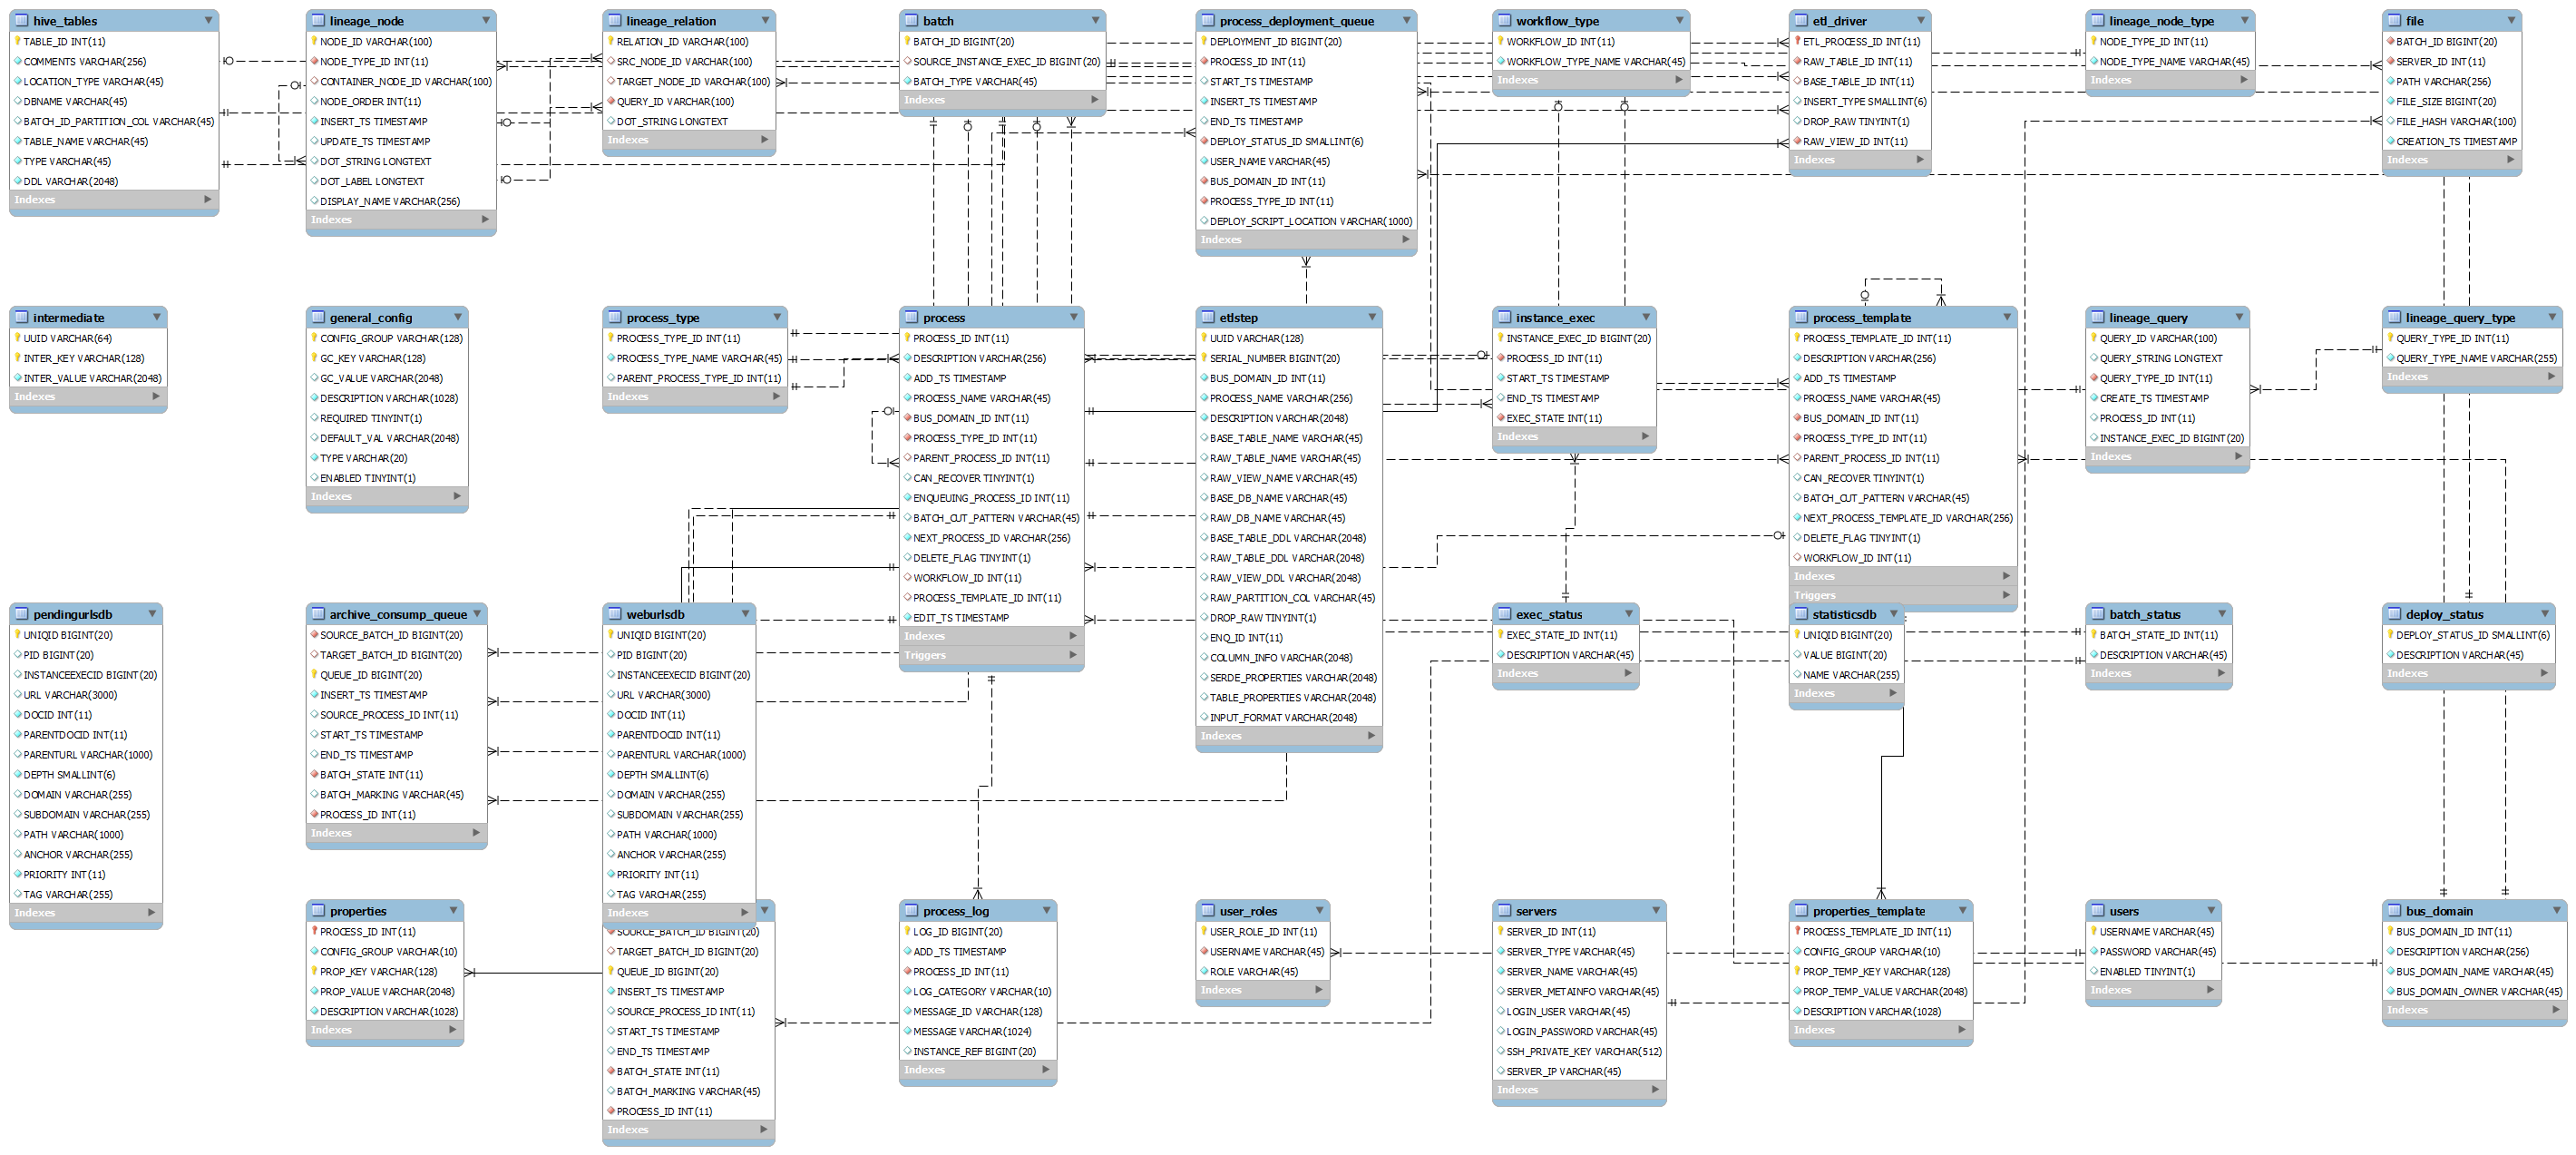 hive_tables
TABLE_ID INT(11)
COMMENTS VARCHAR(256)
LOCATION_TYPE VARCHAR(45)
DBNAME VARCHAR(45)
BATCH_ID_PARTITION_COL VARCHAR(45)
TABLE_NAME VARCHAR(45)
TYPE VARCHAR(45)
DDL VARCHAR(2048)
Indexes
lineage_node
NODE_ID VARCHAR(100)
NODE_TYPE_ID INT(11)
CONTAINER_NODE_ID VARCHAR(100)
NODE_ORDER INT(11)
INSERT_TS TIMESTAMP
UPDATE_TS TIMESTAMP
DOT_STRING LONGTEXT
DOT_LABEL LONGTEXT
DISPLAY_NAME VARCHAR(256)
Indexes
lineage_relation
RELATION_ID VARCHAR(100)
SRC_NODE_ID VARCHAR(100)
TARGET_NODE_ID VARCHAR(100)
QUERY_ID VARCHAR(100)
DOT_STRING LONGTEXT
Indexes
batch
BATCH_ID BIGINT(20)
SOURCE_INSTANCE_EXEC_ID BIGINT(20)
BATCH_TYPE VARCHAR(45)
Indexes
process_deployment_queue
DEPLOYMENT_ID BIGINT(20)
PROCESS_ID INT(11)
START_TS TIMESTAMP
INSERT_TS TIMESTAMP
END_TS TIMESTAMP
DEPLOY_STATUS_ID SMALLINT(6)
USER_NAME VARCHAR(45)
BUS_DOMAIN_ID INT(11)
PROCESS_TYPE_ID INT(11)
DEPLOY_SCRIPT_LOCATION VARCHAR(1000)
Indexes
workflow_type
WORKFLOW_ID INT(11)
WORKFLOW_TYPE_NAME VARCHAR(45)
Indexes
etl_driver
ETL_PROCESS_ID INT(11)
RAW_TABLE_ID INT(11)
BASE_TABLE_ID INT(11)
INSERT_TYPE SMALLINT(6)
DROP_RAW TINYINT(1)
RAW_VIEW_ID INT(11)
Indexes
lineage_node_type
NODE_TYPE_ID INT(11)
NODE_TYPE_NAME VARCHAR(45)
Indexes
file
BATCH_ID BIGINT(20)
SERVER_ID INT(11)
PATH VARCHAR(256)
FILE_SIZE BIGINT(20)
FILE_HASH VARCHAR(100)
CREATION_TS TIMESTAMP
Indexes
intermediate
UUID VARCHAR(64)
INTER_KEY VARCHAR(128)
INTER_VALUE VARCHAR(2048)
Indexes
general_config
CONFIG_GROUP VARCHAR(128)
GC_KEY VARCHAR(128)
GC_VALUE VARCHAR(2048)
DESCRIPTION VARCHAR(1028)
REQUIRED TINYINT(1)
DEFAULT_VAL VARCHAR(2048)
TYPE VARCHAR(20)
ENABLED TINYINT(1)
Indexes
process_type
PROCESS_TYPE_ID INT(11)
PROCESS_TYPE_NAME VARCHAR(45)
PARENT_PROCESS_TYPE_ID INT(11)
Indexes
process
PROCESS_ID INT(11)
DESCRIPTION VARCHAR(256)
ADD_TS TIMESTAMP
PROCESS_NAME VARCHAR(45)
BUS_DOMAIN_ID INT(11)
PROCESS_TYPE_ID INT(11)
PARENT_PROCESS_ID INT(11)
CAN_RECOVER TINYINT(1)
ENQUEUING_PROCESS_ID INT(11)
BATCH_CUT_PATTERN VARCHAR(45)
NEXT_PROCESS_ID VARCHAR(256)
DELETE_FLAG TINYINT(1)
WORKFLOW_ID INT(11)
PROCESS_TEMPLATE_ID INT(11)
EDIT_TS TIMESTAMP
Indexes
Triggers
etlstep
UUID VARCHAR(128)
SERIAL_NUMBER BIGINT(20)
BUS_DOMAIN_ID INT(11)
PROCESS_NAME VARCHAR(256)
DESCRIPTION VARCHAR(2048)
BASE_TABLE_NAME VARCHAR(45)
RAW_TABLE_NAME VARCHAR(45)
RAW_VIEW_NAME VARCHAR(45)
BASE_DB_NAME VARCHAR(45)
RAW_DB_NAME VARCHAR(45)
BASE_TABLE_DDL VARCHAR(2048)
RAW_TABLE_DDL VARCHAR(2048)
RAW_VIEW_DDL VARCHAR(2048)
RAW_PARTITION_COL VARCHAR(45)
DROP_RAW TINYINT(1)
ENQ_ID INT(11)
COLUMN_INFO VARCHAR(2048)
SERDE_PROPERTIES VARCHAR(2048)
TABLE_PROPERTIES VARCHAR(2048)
INPUT_FORMAT VARCHAR(2048)
Indexes
instance_exec
INSTANCE_EXEC_ID BIGINT(20)
PROCESS_ID INT(11)
START_TS TIMESTAMP
END_TS TIMESTAMP
EXEC_STATE INT(11)
Indexes
process_template
PROCESS_TEMPLATE_ID INT(11)
DESCRIPTION VARCHAR(256)
ADD_TS TIMESTAMP
PROCESS_NAME VARCHAR(45)
BUS_DOMAIN_ID INT(11)
PROCESS_TYPE_ID INT(11)
PARENT_PROCESS_ID INT(11)
CAN_RECOVER TINYINT(1)
BATCH_CUT_PATTERN VARCHAR(45)
NEXT_PROCESS_TEMPLATE_ID VARCHAR(256)
DELETE_FLAG TINYINT(1)
WORKFLOW_ID INT(11)
Indexes
Triggers
lineage_query
QUERY_ID VARCHAR(100)
QUERY_STRING LONGTEXT
QUERY_TYPE_ID INT(11)
CREATE_TS TIMESTAMP
PROCESS_ID INT(11)
INSTANCE_EXEC_ID BIGINT(20)
Indexes
lineage_query_type
QUERY_TYPE_ID INT(11)
QUERY_TYPE_NAME VARCHAR(255)
Indexes
pendingurlsdb
UNIQID BIGINT(20)
PID BIGINT(20)
INSTANCEEXECID BIGINT(20)
URL VARCHAR(3000)
DOCID INT(11)
PARENTDOCID INT(11)
PARENTURL VARCHAR(1000)
DEPTH SMALLINT(6)
DOMAIN VARCHAR(255)
SUBDOMAIN VARCHAR(255)
PATH VARCHAR(1000)
ANCHOR VARCHAR(255)
PRIORITY INT(11)
TAG VARCHAR(255)
Indexes
archive_consump_queue
SOURCE_BATCH_ID BIGINT(20)
TARGET_BATCH_ID BIGINT(20)
QUEUE_ID BIGINT(20)
INSERT_TS TIMESTAMP
SOURCE_PROCESS_ID INT(11)
START_TS TIMESTAMP
END_TS TIMESTAMP
BATCH_STATE INT(11)
BATCH_MARKING VARCHAR(45)
PROCESS_ID INT(11)
Indexes
weburlsdb
UNIQID BIGINT(20)
PID BIGINT(20)
INSTANCEEXECID BIGINT(20)
URL VARCHAR(3000)
DOCID INT(11)
PARENTDOCID INT(11)
PARENTURL VARCHAR(1000)
DEPTH SMALLINT(6)
DOMAIN VARCHAR(255)
SUBDOMAIN VARCHAR(255)
PATH VARCHAR(1000)
ANCHOR VARCHAR(255)
PRIORITY INT(11)
TAG VARCHAR(255)
Indexes
exec_status
EXEC_STATE_ID INT(11)
DESCRIPTION VARCHAR(45)
Indexes
statisticsdb
UNIQID BIGINT(20)
VALUE BIGINT(20)
NAME VARCHAR(255)
Indexes
batch_status
BATCH_STATE_ID INT(11)
DESCRIPTION VARCHAR(45)
Indexes
deploy_status
DEPLOY_STATUS_ID SMALLINT(6)
DESCRIPTION VARCHAR(45)
Indexes
properties
PROCESS_ID INT(11)
CONFIG_GROUP VARCHAR(10)
PROP_KEY VARCHAR(128)
PROP_VALUE VARCHAR(2048)
DESCRIPTION VARCHAR(1028)
Indexes
SOURCE_BATCH_ID BIGINT(20)
TARGET_BATCH_ID BIGINT(20)
QUEUE_ID BIGINT(20)
INSERT_TS TIMESTAMP
SOURCE_PROCESS_ID INT(11)
START_TS TIMESTAMP
END_TS TIMESTAMP
BATCH_STATE INT(11)
BATCH_MARKING VARCHAR(45)
PROCESS_ID INT(11)
Indexes
process_log
LOG_ID BIGINT(20)
ADD_TS TIMESTAMP
PROCESS_ID INT(11)
LOG_CATEGORY VARCHAR(10)
MESSAGE_ID VARCHAR(128)
MESSAGE VARCHAR(1024)
INSTANCE_REF BIGINT(20)
Indexes
user_roles
USER_ROLE_ID INT(11)
USERNAME VARCHAR(45)
ROLE VARCHAR(45)
Indexes
servers
SERVER_ID INT(11)
SERVER_TYPE VARCHAR(45)
SERVER_NAME VARCHAR(45)
SERVER_METAINFO VARCHAR(45)
LOGIN_USER VARCHAR(45)
LOGIN_PASSWORD VARCHAR(45)
SSH_PRIVATE_KEY VARCHAR(512)
SERVER_IP VARCHAR(45)
Indexes
properties_template
PROCESS_TEMPLATE_ID INT(11)
CONFIG_GROUP VARCHAR(10)
PROP_TEMP_KEY VARCHAR(128)
PROP_TEMP_VALUE VARCHAR(2048)
DESCRIPTION VARCHAR(1028)
Indexes
users
USERNAME VARCHAR(45)
PASSWORD VARCHAR(45)
ENABLED TINYINT(1)
Indexes
bus_domain
BUS_DOMAIN_ID INT(11)
DESCRIPTION VARCHAR(256)
BUS_DOMAIN_NAME VARCHAR(45)
BUS_DOMAIN_OWNER VARCHAR(45)
Indexes